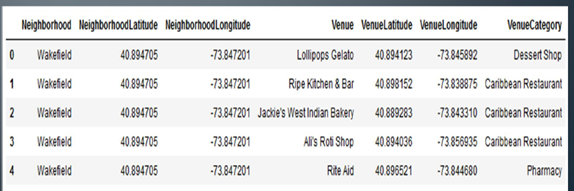 Neighborhood NeighborhoodLatitude NeighborhoodLongitude Venue VenueLatitude VenueLongitude VenueCategory
0 Wakefield 40.894705 -73.847201 Lollipops Gelato 40.894123 -73.845892 Dessert Shop
1 Wakefield 40.894705 -73.847201 Ripe Kitchen & Bar 40.898152 -73.838875 Caribbean Restaurant
2 Wakefield 40.894705 -73.847201 Jackie's West Indian Bakery 40.889283 -73.843310 Caribbean Restaurant
3 Wakefield 40.894705 -73.847201 Ali's Roti Shop 40.894036 -73.856935 Caribbean Restaurant
4 Wakefield 40.894705 -73.847201 Rite Aid 40.896521 -73.844680 Pharmacy